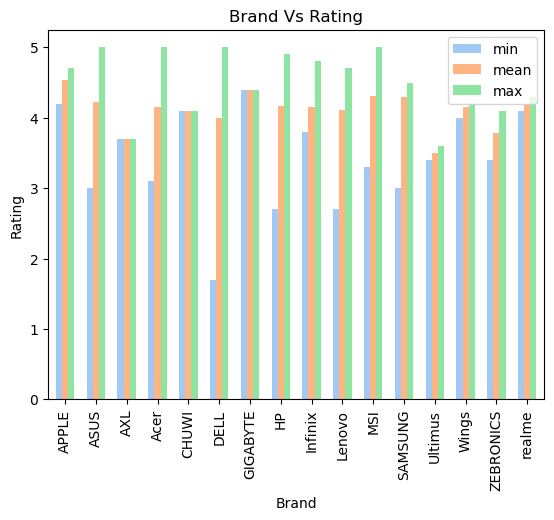 Brand Vs Rating
min
mean
max
5
4
3
2
1
0
Rating
APPLE
ASUS
AXL
Acer
CHUWI
DELL
GIGABYTE
HP
Infinix
Lenovo
MSI
SAMSUNG
Ultimus
Wings
ZEBRONICS
realme
Brand